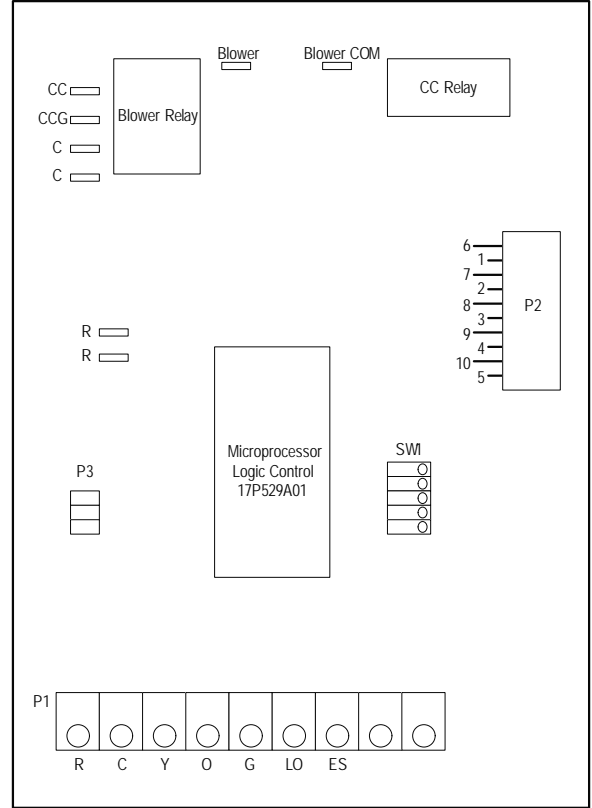 Blower
Blower COM
CC
CCG
C
C
Blower Relay
CC Relay
6
1
7
2
8
3
9
4
10
5
P2
R
R
Microprocessor
Logic Control
17P529A01
SW1
P3
P1
R C Y O G LO ES